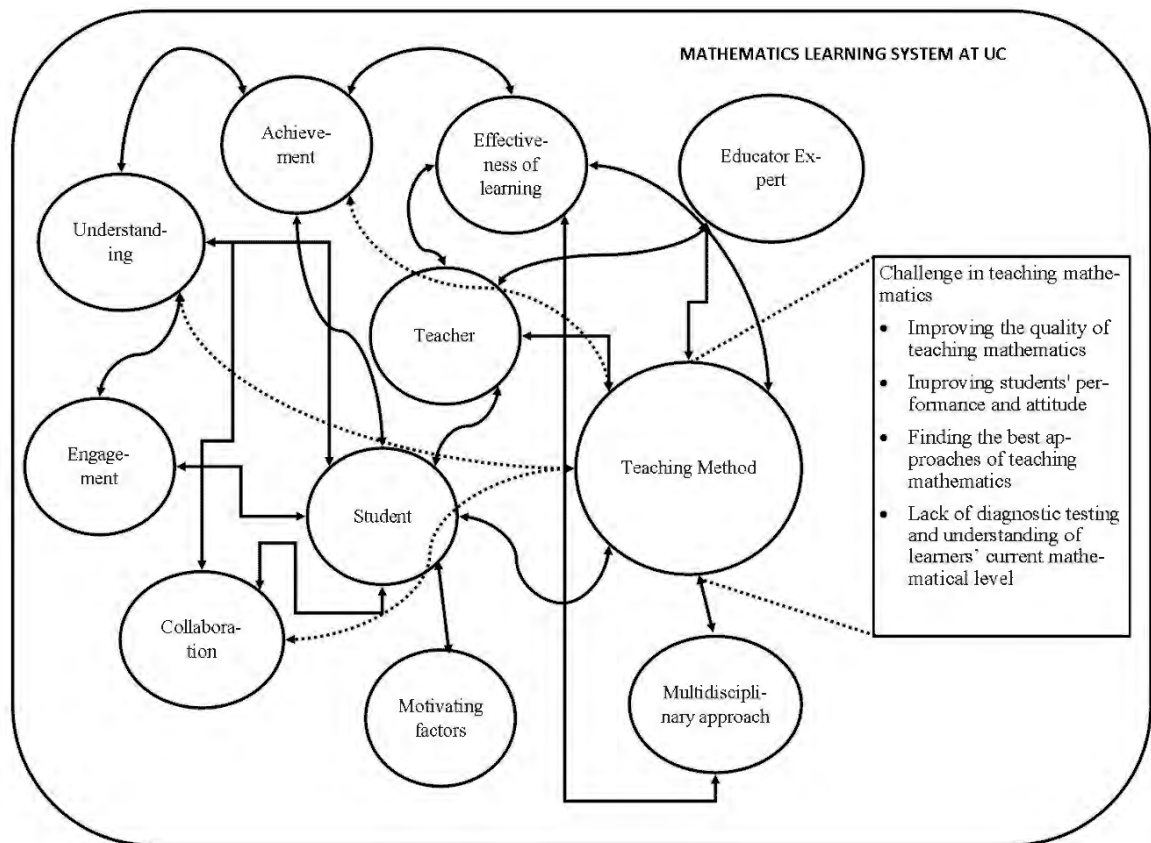 MATHEMATICS LEARNING SYSTEM AT UC
Achieve-
ment
Effective-
ness of
learning
Educator Ex-
pert
Understand-
ing
Teacher
Challenge in teaching mathe-
matics
• Improving the quality of
teaching mathematics
• Improving students' per-
formance and attitude
• Finding the best ap-
proaches of teaching
mathematics
• Lack of diagnostic testing
and understanding of
learners’ current mathe-
matical level
Engage-
ment
Student
Teaching Method
Collabora-
tion
Motivating
factors
Multidiscipli-
nary approach